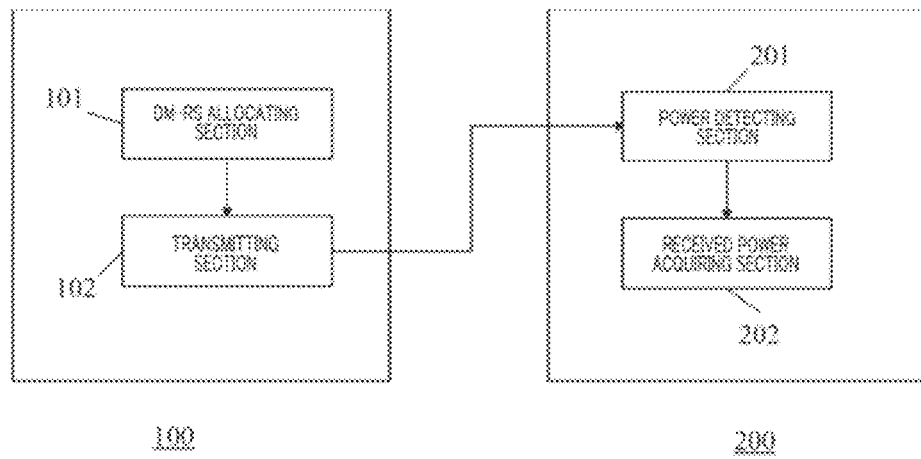 101
DM-RS ALLOCATING
SECTION
TRANSMITTING
SECTION
102
100
201
POWER DETECTING
SECTION
RECEIVED POWER
ACQUIRING SECTION
202
200